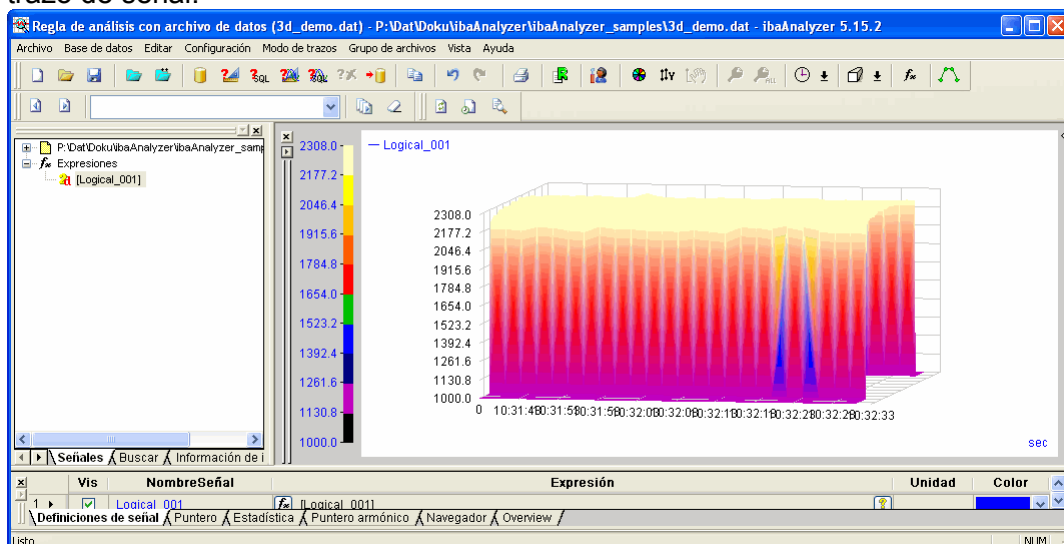 trazo de señal.
Regla de análisis con archivo de datos (3d_demo.dat) - P:\Dat\Doku\ibaAnalyzer\ibaAnalyzer_samples\3d_demo.dat - ibaAnalyzer 5.15.2
Archivo Base de datos Editar Configuración Modo de trazos Grupo de archivos Vista Ayuda
P:\Dat\Doku\ibaAnalyzer\ibaAnalyzer_samp
Expresiones
[Logical_001]
Señales Buscar Información de i
2308.0
2177.2
2046.4
1915.6
1784.8
1654.0
1523.2
1392.4
1261.6
1130.8
1000.0
Logical_001
2308.0
2177.2
2046.4
1915.6
1784.8
1654.0
1523.2
1392.4
1261.6
1130.8
1000.0
0
10:32:33
sec
Vis NombreSeñal Expresión Unidad Color
1 Logical_001 [Logical_001]
Definiciones de señal Puntero Estadística Puntero armónico Navegador Overview
Listo NUM